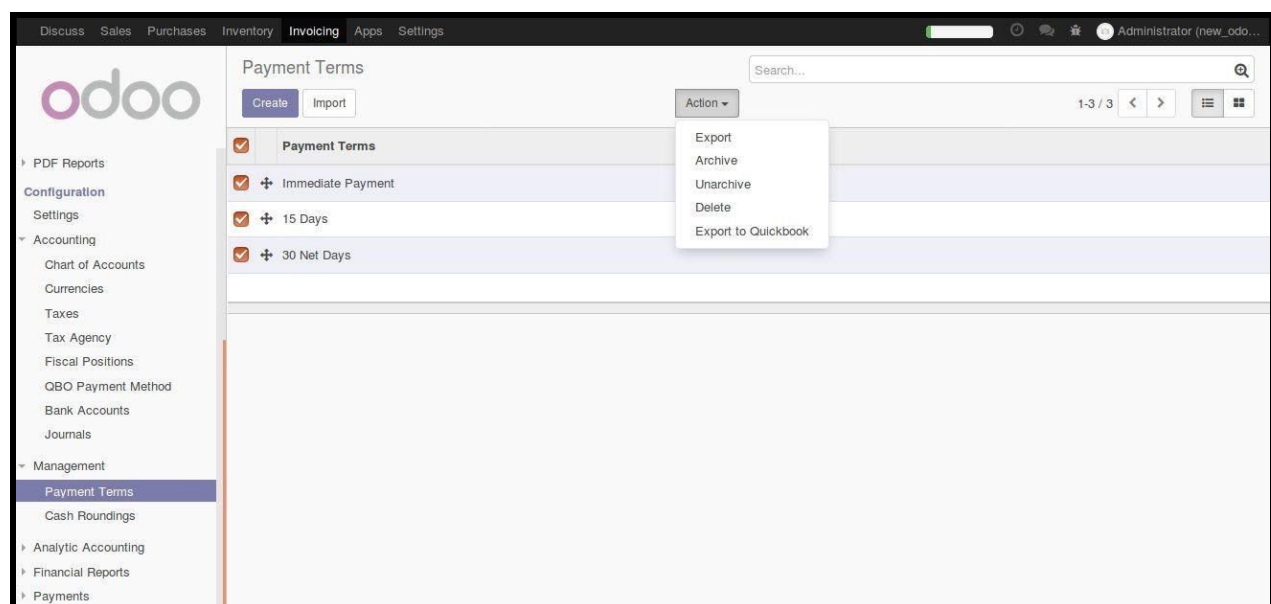 Discuss Sales Purchases Inventory Invoicing Apps Settings Administrator (new_odo...
odoo
Payment Terms
Search...
Create Import Action 1-3 / 3
Export
Archive
Unarchive
Delete
Export to Quickbook
Payment Terms
Immediate Payment
15 Days
30 Net Days
PDF Reports
Configuration
Settings
Accounting
Chart of Accounts
Currencies
Taxes
Tax Agency
Fiscal Positions
QBO Payment Method
Bank Accounts
Journals
Management
Payment Terms
Cash Roundings
Analytic Accounting
Financial Reports
Payments